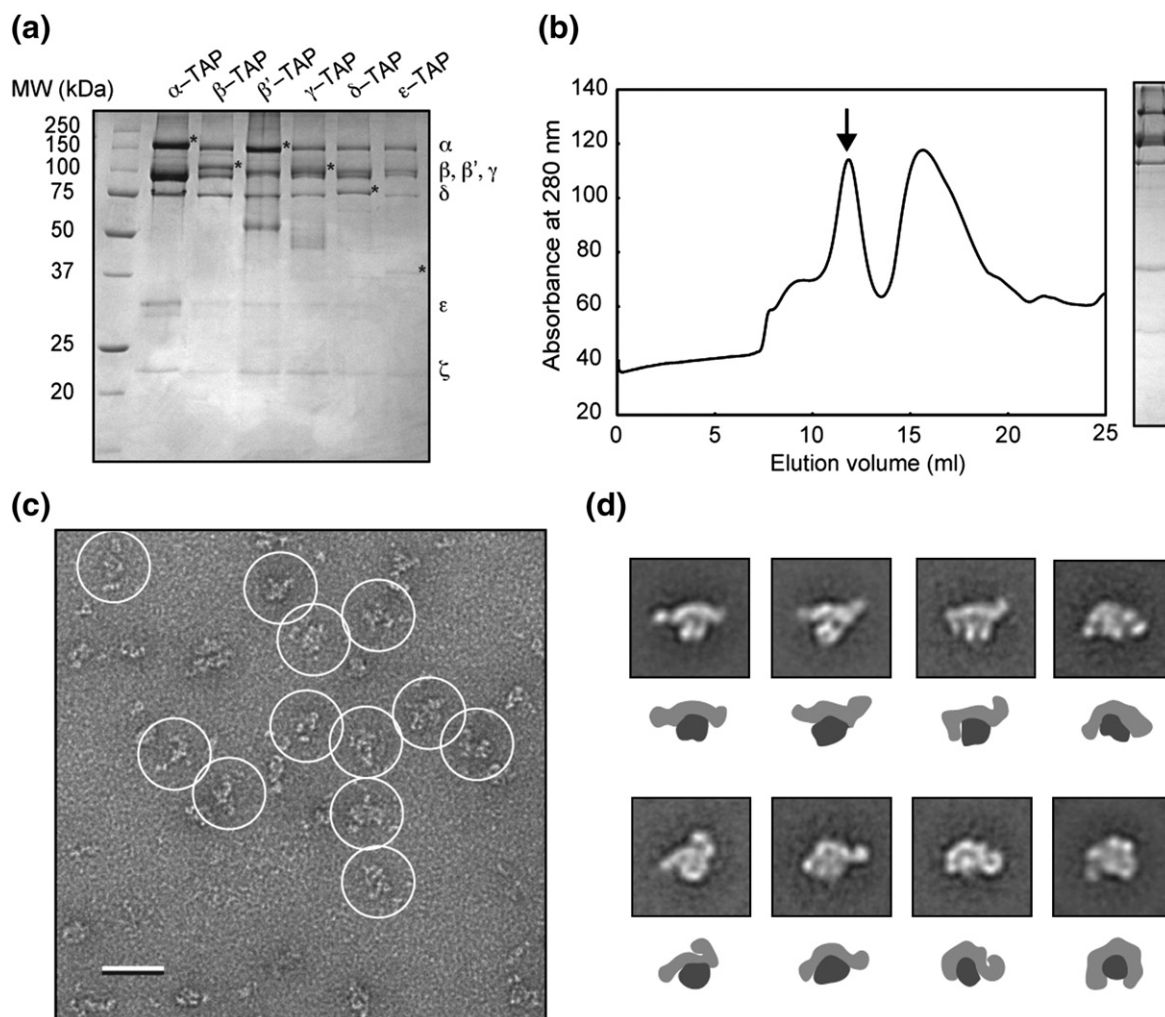 (a)
MW (kDa)
α–TAP
β–TAP
β'–TAP
γ–TAP
δ–TAP
ε–TAP
250
150
100
75
50
37
25
20
*
*
*
*
*
*
α
β, β', γ
δ
ε
ζ
(b)
Absorbance at 280 nm
140
120
100
80
60
40
20
0
5
10
15
20
25
Elution volume (ml)
(c)
(d)